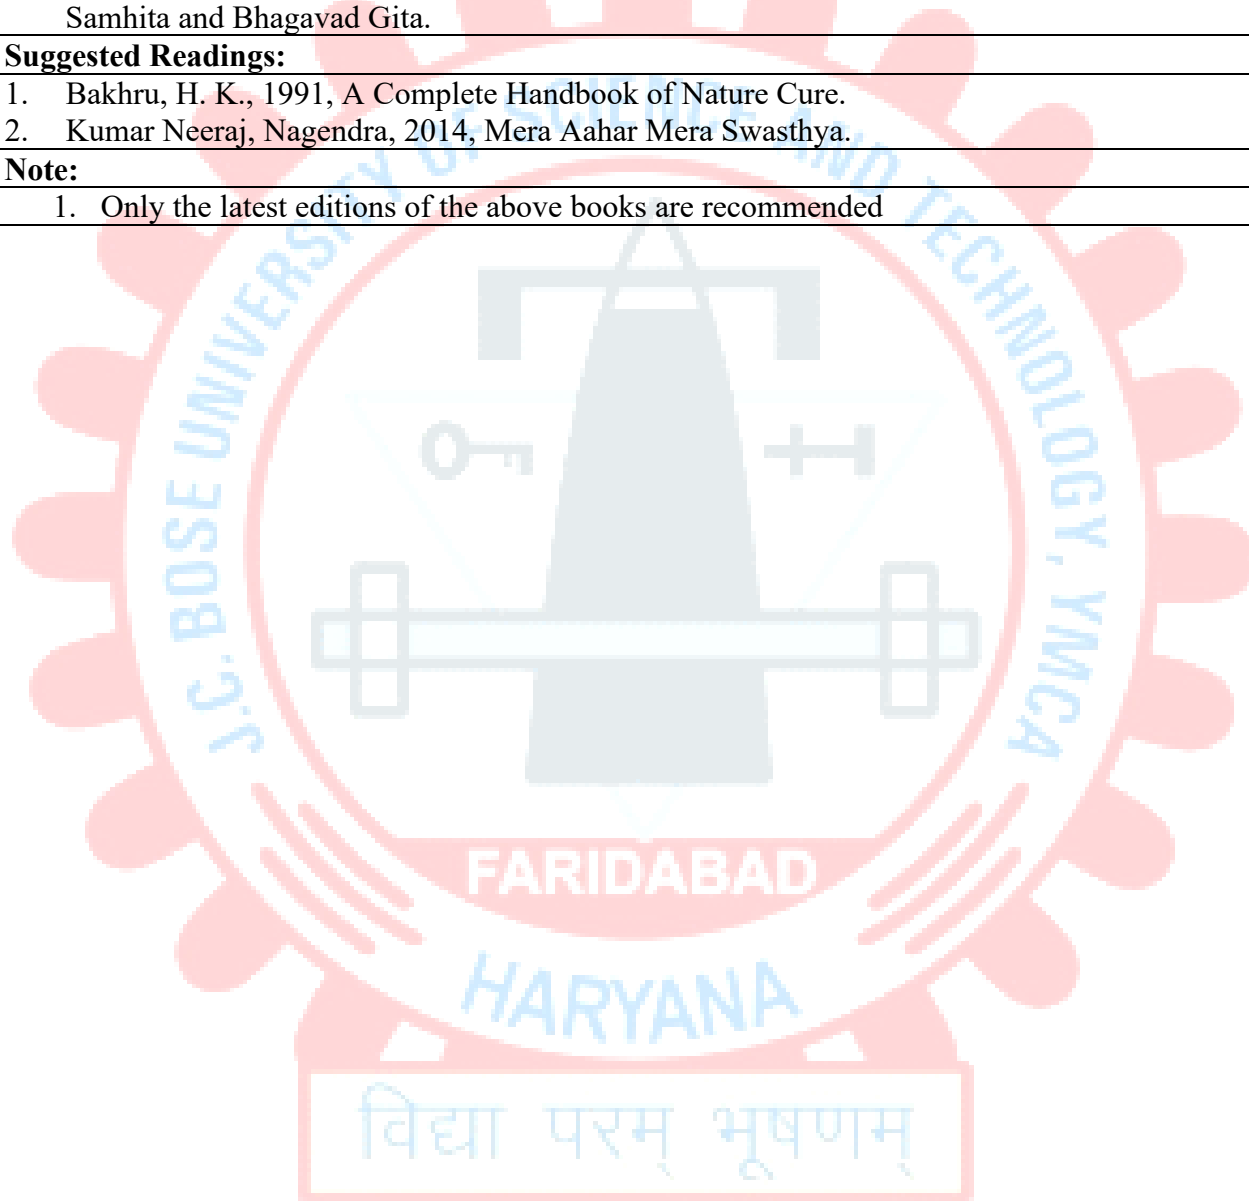 Samhita and Bhagavad Gita.
Suggested Readings:
1. Bakhru, H. K., 1991, A Complete Handbook of Nature Cure.
2. Kumar Neeraj, Nagendra, 2014, Mera Aahar Mera Swasthya.
Note:
1. Only the latest editions of the above books are recommended
J.C. BOSE UNIVERSITY OF SCIENCE AND TECHNOLOGY, YMCA
FARIDABAD
HARYANA
विद्या परम् भूषणम्